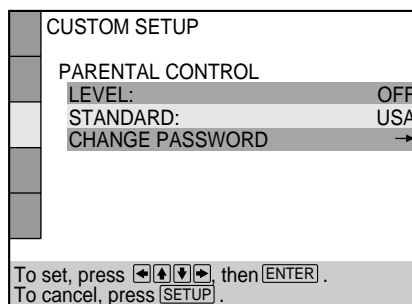 CUSTOM SETUP
PARENTAL CONTROL
LEVEL: OFF
STANDARD: USA
CHANGE PASSWORD →
To set, press ←↑↓→, then ENTER .
To cancel, press SETUP .